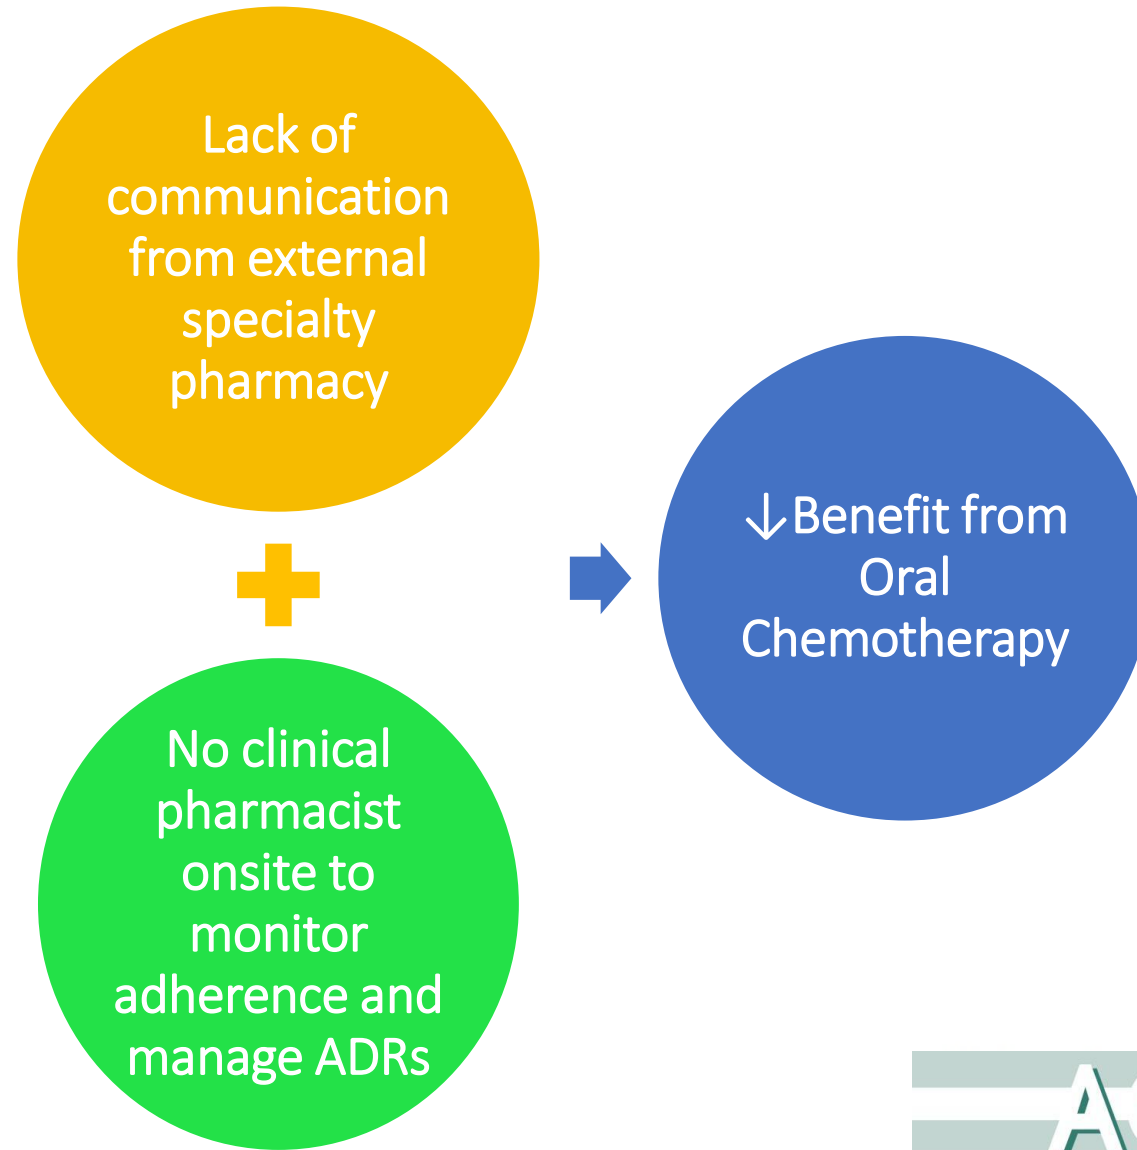 Lack of
communication
from external
specialty
pharmacy
No clinical
pharmacist
onsite to
monitor
adherence and
manage ADRs
↓Benefit from
Oral
Chemotherapy